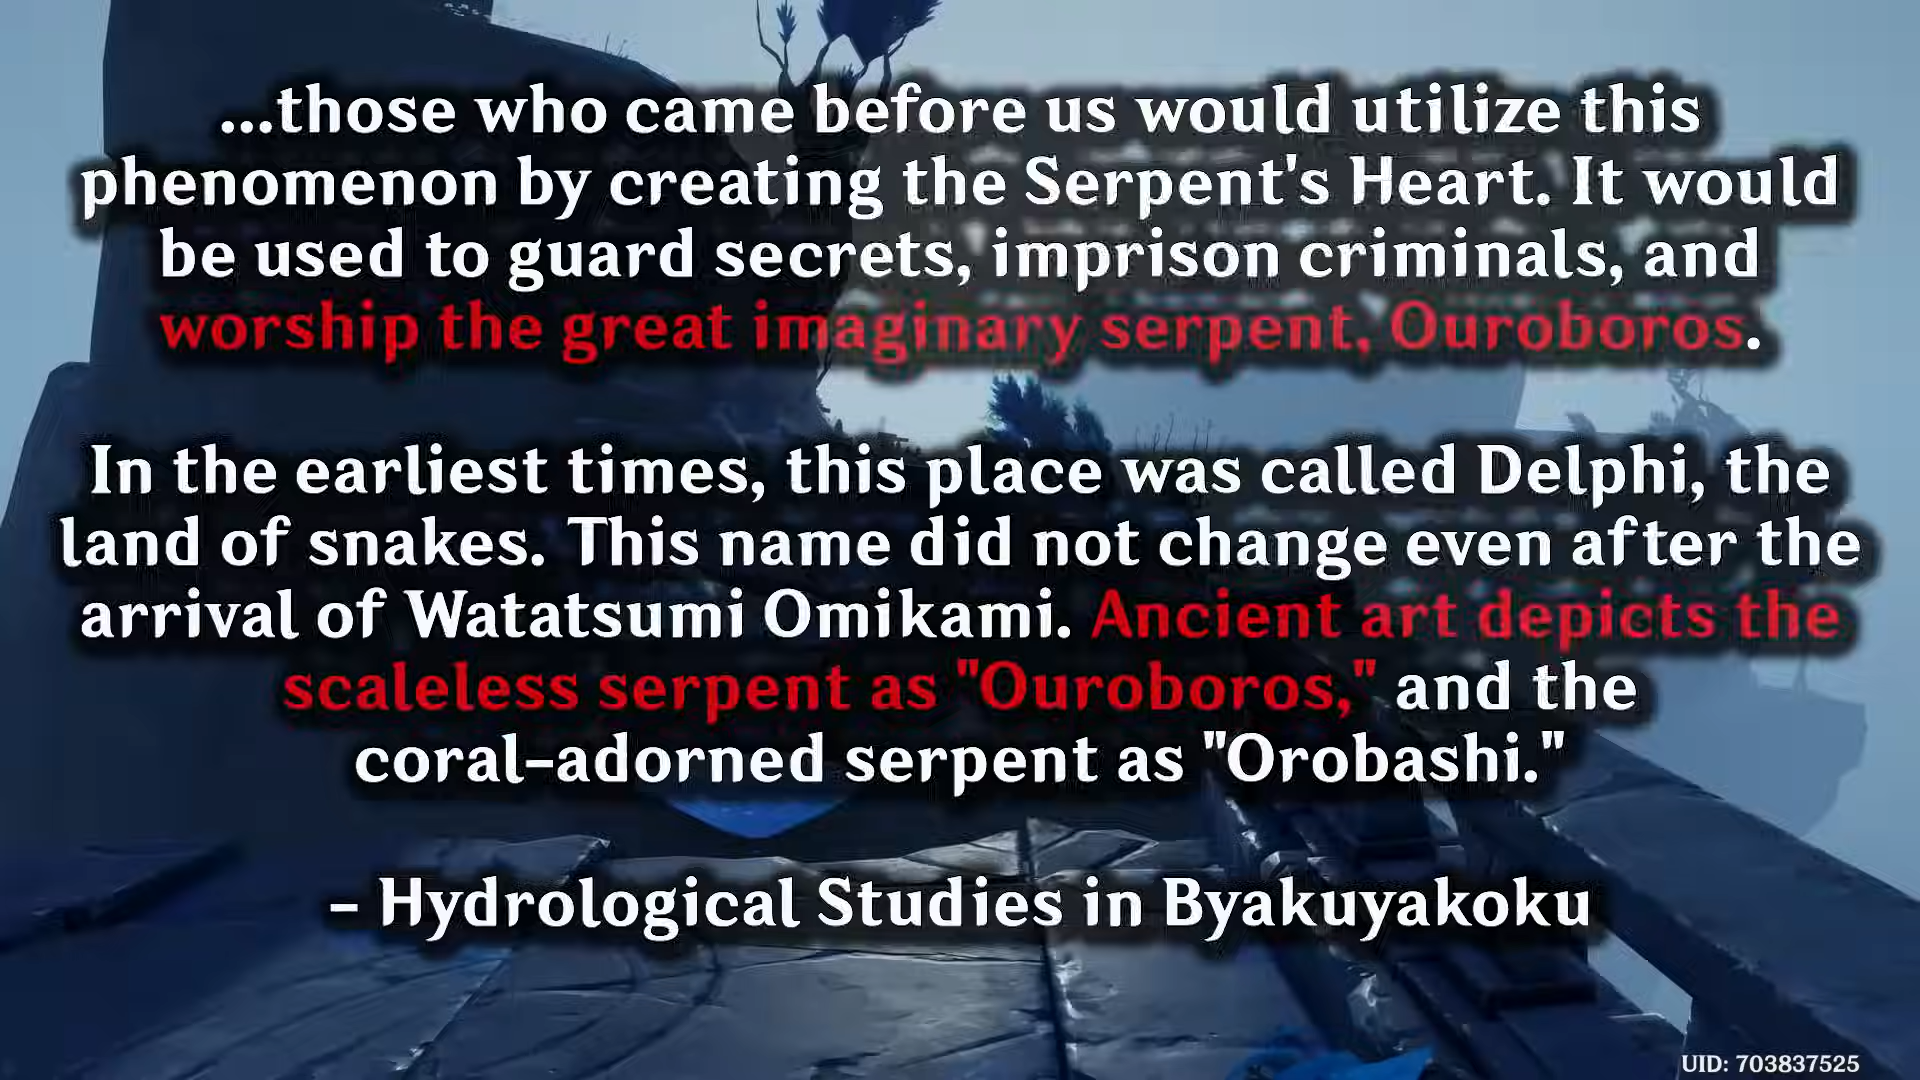 ...those who came before us would utilize this
phenomenon by creating the Serpent's Heart. It would
be used to guard secrets, imprison criminals, and
worship the great imaginary serpent, Ouroboros.
In the earliest times, this place was called Delphi, the
land of snakes. This name did not change even after the
arrival of Watatsumi Omikami. Ancient art depicts the
scaleless serpent as "Ouroboros," and the
coral-adorned serpent as "Orobashi."
- Hydrological Studies in Byakuyakoku
UID: 703837525